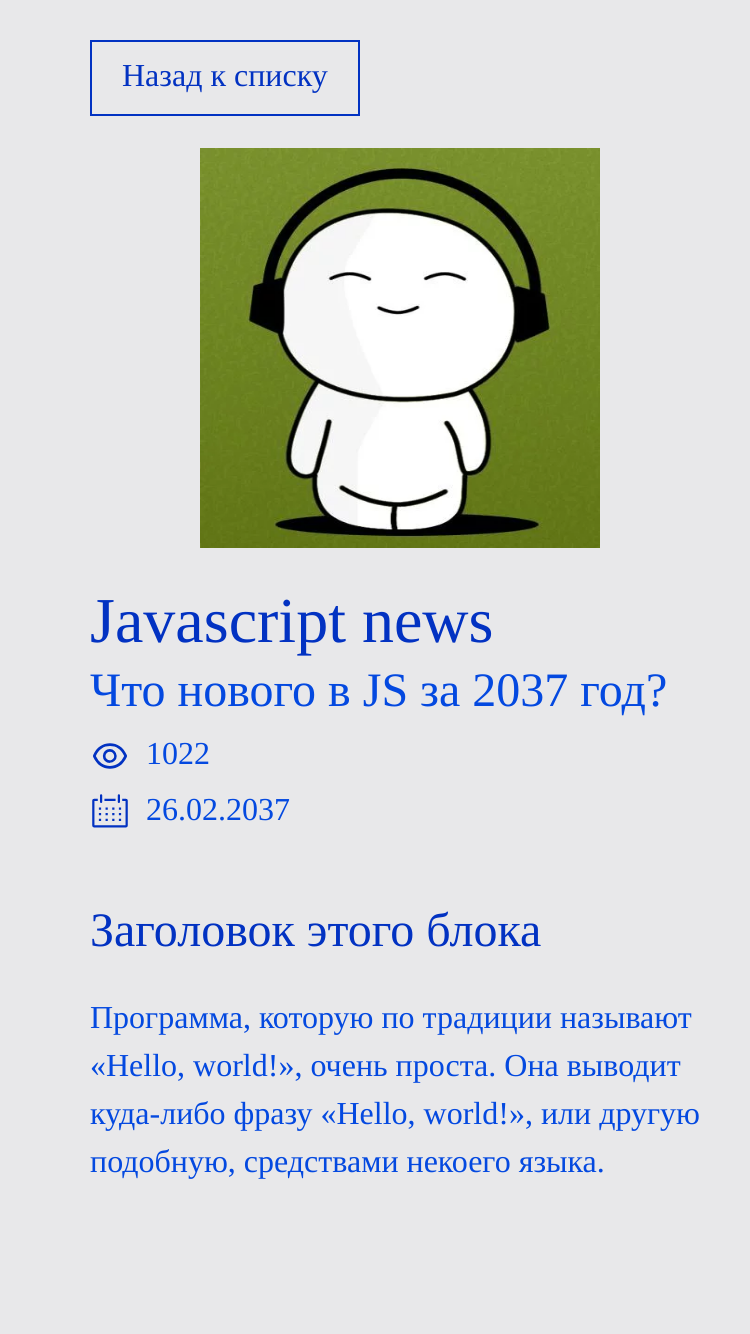 Назад к списку
Javascript news
Что нового в JS за 2037 год?
1022
26.02.2037
Заголовок этого блока
Программа, которую по традиции называют
«Hello, world!», очень проста. Она выводит
куда-либо фразу «Hello, world!», или другую
подобную, средствами некоего языка.